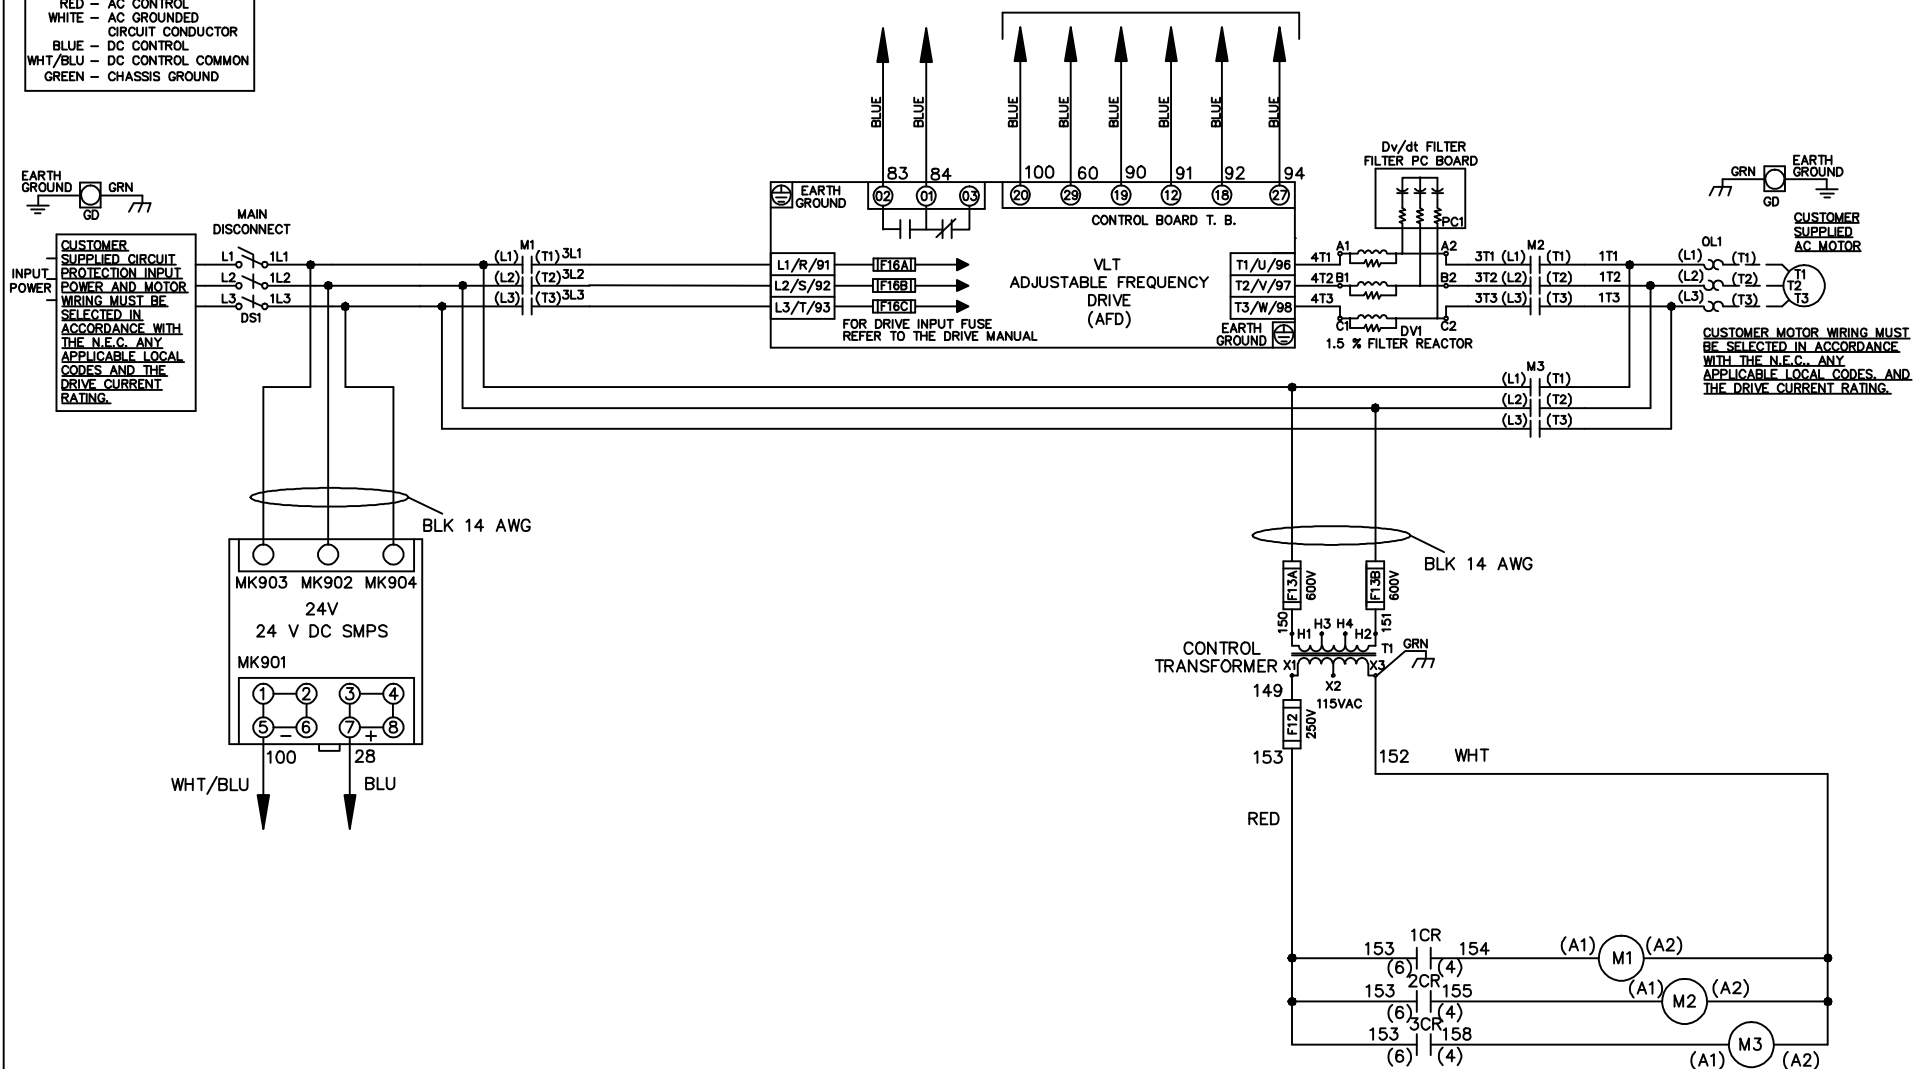 RED – AC CONTROL
WHITE – AC GROUNDED
CIRCUIT CONDUCTOR
BLUE – DC CONTROL
WHT/BLU – DC CONTROL COMMON
GREEN – CHASSIS GROUND
BLUE BLUE BLUE BLUE BLUE BLUE BLUE BLUE
83 84 100 60 90 91 92 94
02 01 03 20 29 19 12 18 27
EARTH
GROUND
GRN
GD
MAIN
DISCONNECT
INPUT
POWER
CUSTOMER
SUPPLIED CIRCUIT
PROTECTION INPUT
POWER AND MOTOR
WIRING MUST BE
SELECTED IN
ACCORDANCE WITH
THE N.E.C. ANY
APPLICABLE LOCAL
CODES AND THE
DRIVE CURRENT
RATING.
L1 1L1
L2 1L2
L3 1L3
DS1
M1
(L1) (T1) 3L1
(L2) (T2) 3L2
(L3) (T3) 3L3
EARTH
GROUND
CONTROL BOARD T. B.
L1/R/91 F16A
L2/S/92 F16B
L3/T/93 F16C
FOR DRIVE INPUT FUSE
REFER TO THE DRIVE MANUAL
VLT
ADJUSTABLE FREQUENCY
DRIVE
(AFD)
T1/U/96
T2/V/97
T3/W/98
EARTH
GROUND
Dv/dt FILTER
FILTER PC BOARD
PC1
4T1 A1 A2
4T2 B1 B2
4T3
C1 C2
DV1
1.5 % FILTER REACTOR
M2
3T1 (L1) (T1) 1T1
3T2 (L2) (T2) 1T2
3T3 (L3) (T3) 1T3
OL1
(L1) (T1)
(L2) (T2)
(L3) (T3)
T1
T2
T3
GRN
EARTH
GROUND
GD
CUSTOMER
SUPPLIED
AC MOTOR
CUSTOMER MOTOR WIRING MUST
BE SELECTED IN ACCORDANCE
WITH THE N.E.C., ANY
APPLICABLE LOCAL CODES, AND
THE DRIVE CURRENT RATING.
M3
(L1) (T1)
(L2) (T2)
(L3) (T3)
BLK 14 AWG
MK903 MK902 MK904
24V
24 V DC SMPS
MK901
1 2 3 4
5 6 7 8
– +
100 28
WHT/BLU BLU
BLK 14 AWG
F13A 600V F13B 600V
150 151
H1 H3 H4 H2
T1
GRN
CONTROL
TRANSFORMER
X1 X3
X2
149
115VAC
F12 250V
153
152 WHT
RED
1CR
153 154 (A1) M1 (A2)
(6) (4)
2CR
153 155 (A1) M2 (A2)
(6) (4)
3CR
153 158 M3
(6) (4) (A1) (A2)